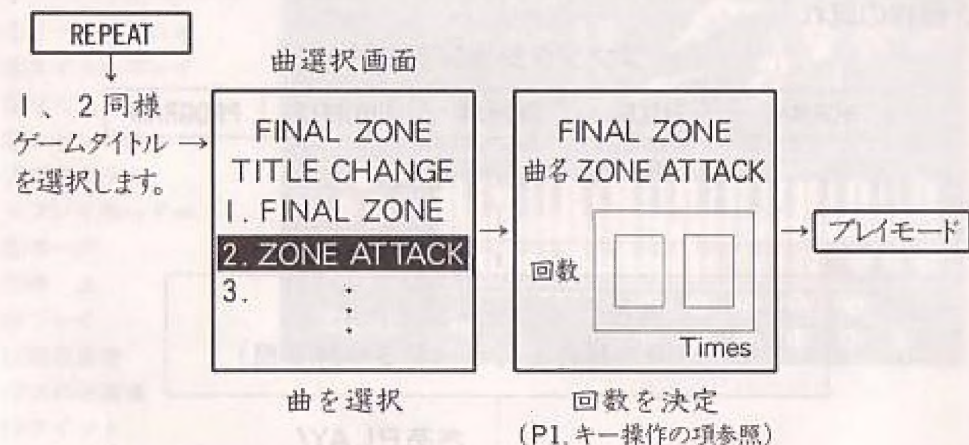 REPEAT
1、2同様
ゲームタイトル
を選択します。
曲選択画面
FINAL ZONE
TITLE CHANGE
1. FINAL ZONE
2. ZONE ATTACK
3.
曲を選択
FINAL ZONE
曲名 ZONE ATTACK
回数
Times
回数を決定
(P1,キー操作の項参照)
プレイモード